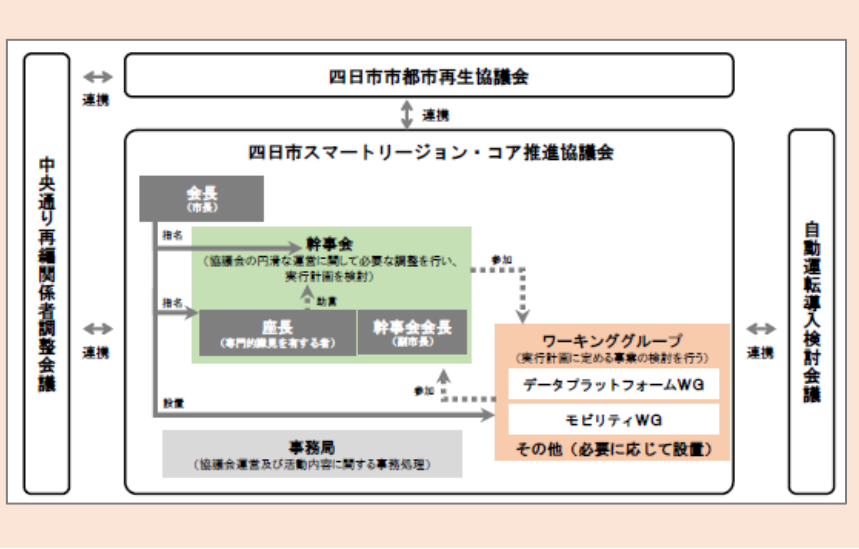 四日市市都市再生協議会
連携
連携
中央通り再編関係者調整会議
四日市スマートリージョン・コア推進協議会
会長
(市長)
指名
幹事会
(協議会の円滑な運営に関して必要な調整を行い、
実行計画を検討)
参加
助言
指名
座長
(専門的識見を有する者)
幹事会会長
(副市長)
連携
ワーキンググループ
(実行計画に定める事業の検討を行う)
データプラットフォームWG
モビリティWG
その他（必要に応じて設置）
参加
設置
事務局
(協議会運営及び活動内容に関する事務処理)
連携
自動運転導入検討会議